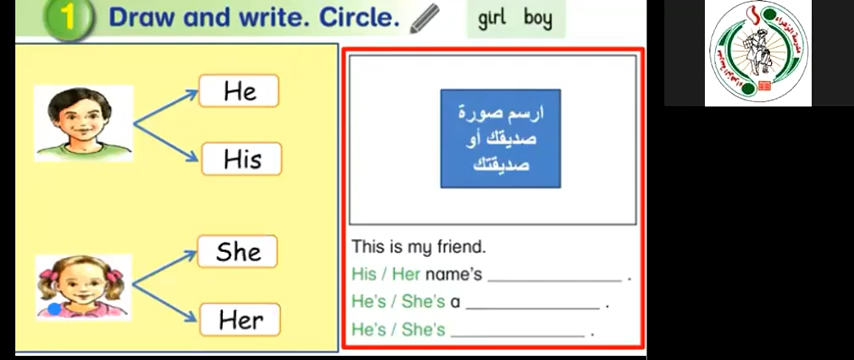 1 Draw and write. Circle.
girl boy
He
His
She
Her
ارسم صورة
صديقك أو
صديقتك
This is my friend.
His / Her name's ____________ .
He's / She's a ____________ .
He's / She's ____________ .